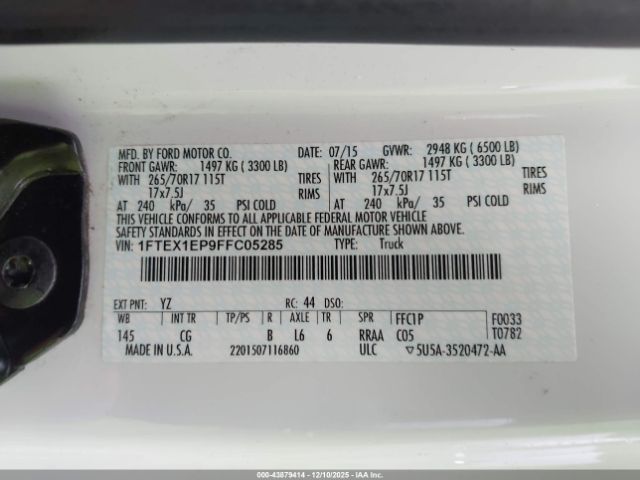 MFD. BY FORD MOTOR CO. DATE: 07/15 GVWR: 2948 KG ( 6500 LB)
FRONT GAWR: 1497 KG ( 3300 LB) REAR GAWR: 1497 KG ( 3300 LB)
WITH 265/70R17 115T TIRES WITH 265/70R17 115T TIRES
17x7.5J RIMS 17x7.5J RIMS
AT 240 kPa/ 35 PSI COLD AT 240 kPa/ 35 PSI COLD
THIS VEHICLE CONFORMS TO ALL APPLICABLE FEDERAL MOTOR VEHICLE
SAFETY STANDARDS IN EFFECT ON THE DATE OF MANUFACTURE SHOWN ABOVE.
VIN: 1FTEX1EP9FFC05285 TYPE: Truck
EXT PNT: YZ RC: 44 DSO:
WB INT TR TP/PS R AXLE TR SPR FFC1P F0033
145 CG B L6 6 RRAA C05 T0782
MADE IN U.S.A. 2201507116860 ULC ▽5U5A-3520472-AA
000-43879414 - 12/10/2025 - IAAI.COM